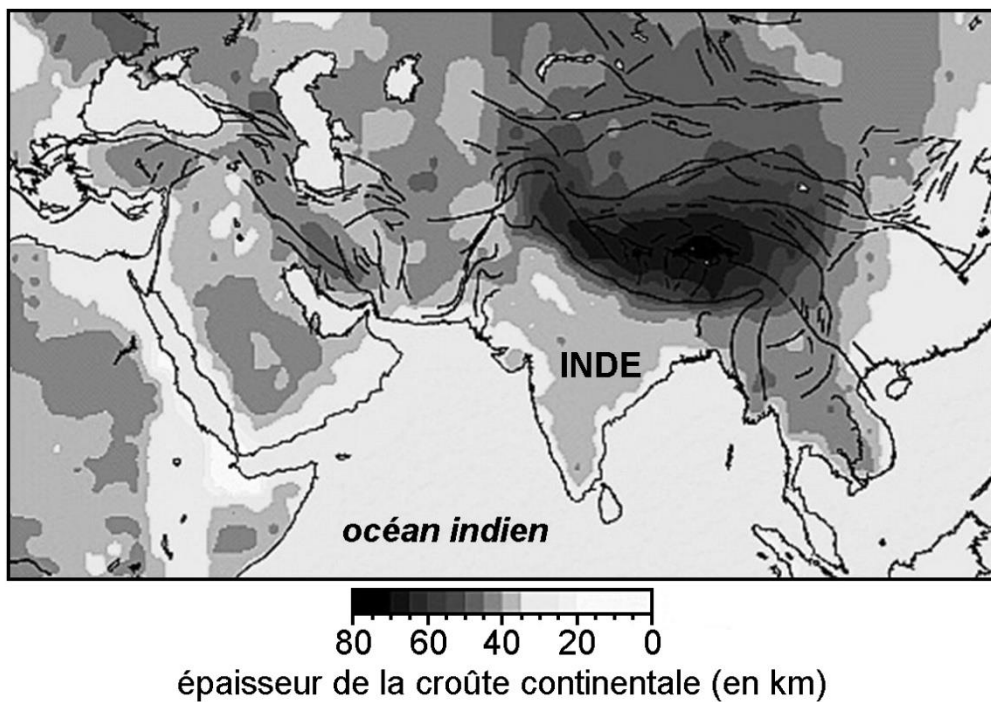 INDE
océan indien
80 60 40 20 0
épaisseur de la croûte continentale (en km)